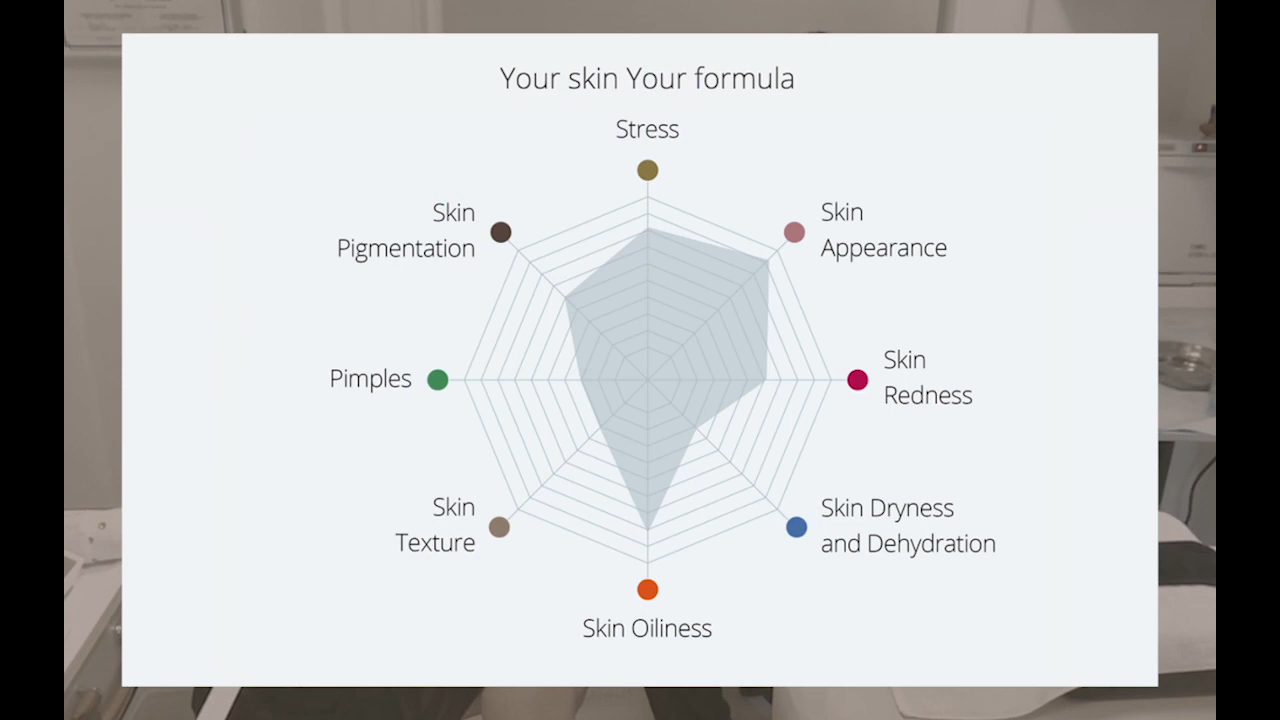 Your skin Your formula
Stress
Skin
Pigmentation
Skin
Appearance
Pimples
Skin
Redness
Skin
Texture
Skin Dryness
and Dehydration
Skin Oiliness